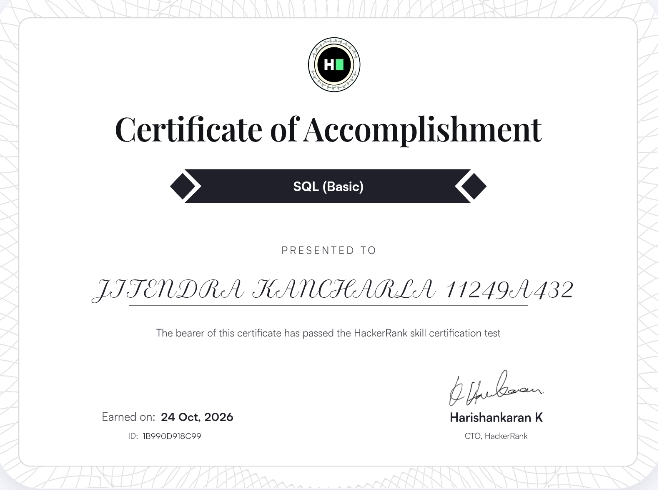 H
Certificate of Accomplishment
SQL (Basic)
PRESENTED TO
JITENDRA KANCHARLA 11249A432
The bearer of this certificate has passed the HackerRank skill certification test
Earned on: 24 Oct, 2026
ID: 1B990D918C99
Harishankaran K
CTO, HackerRank